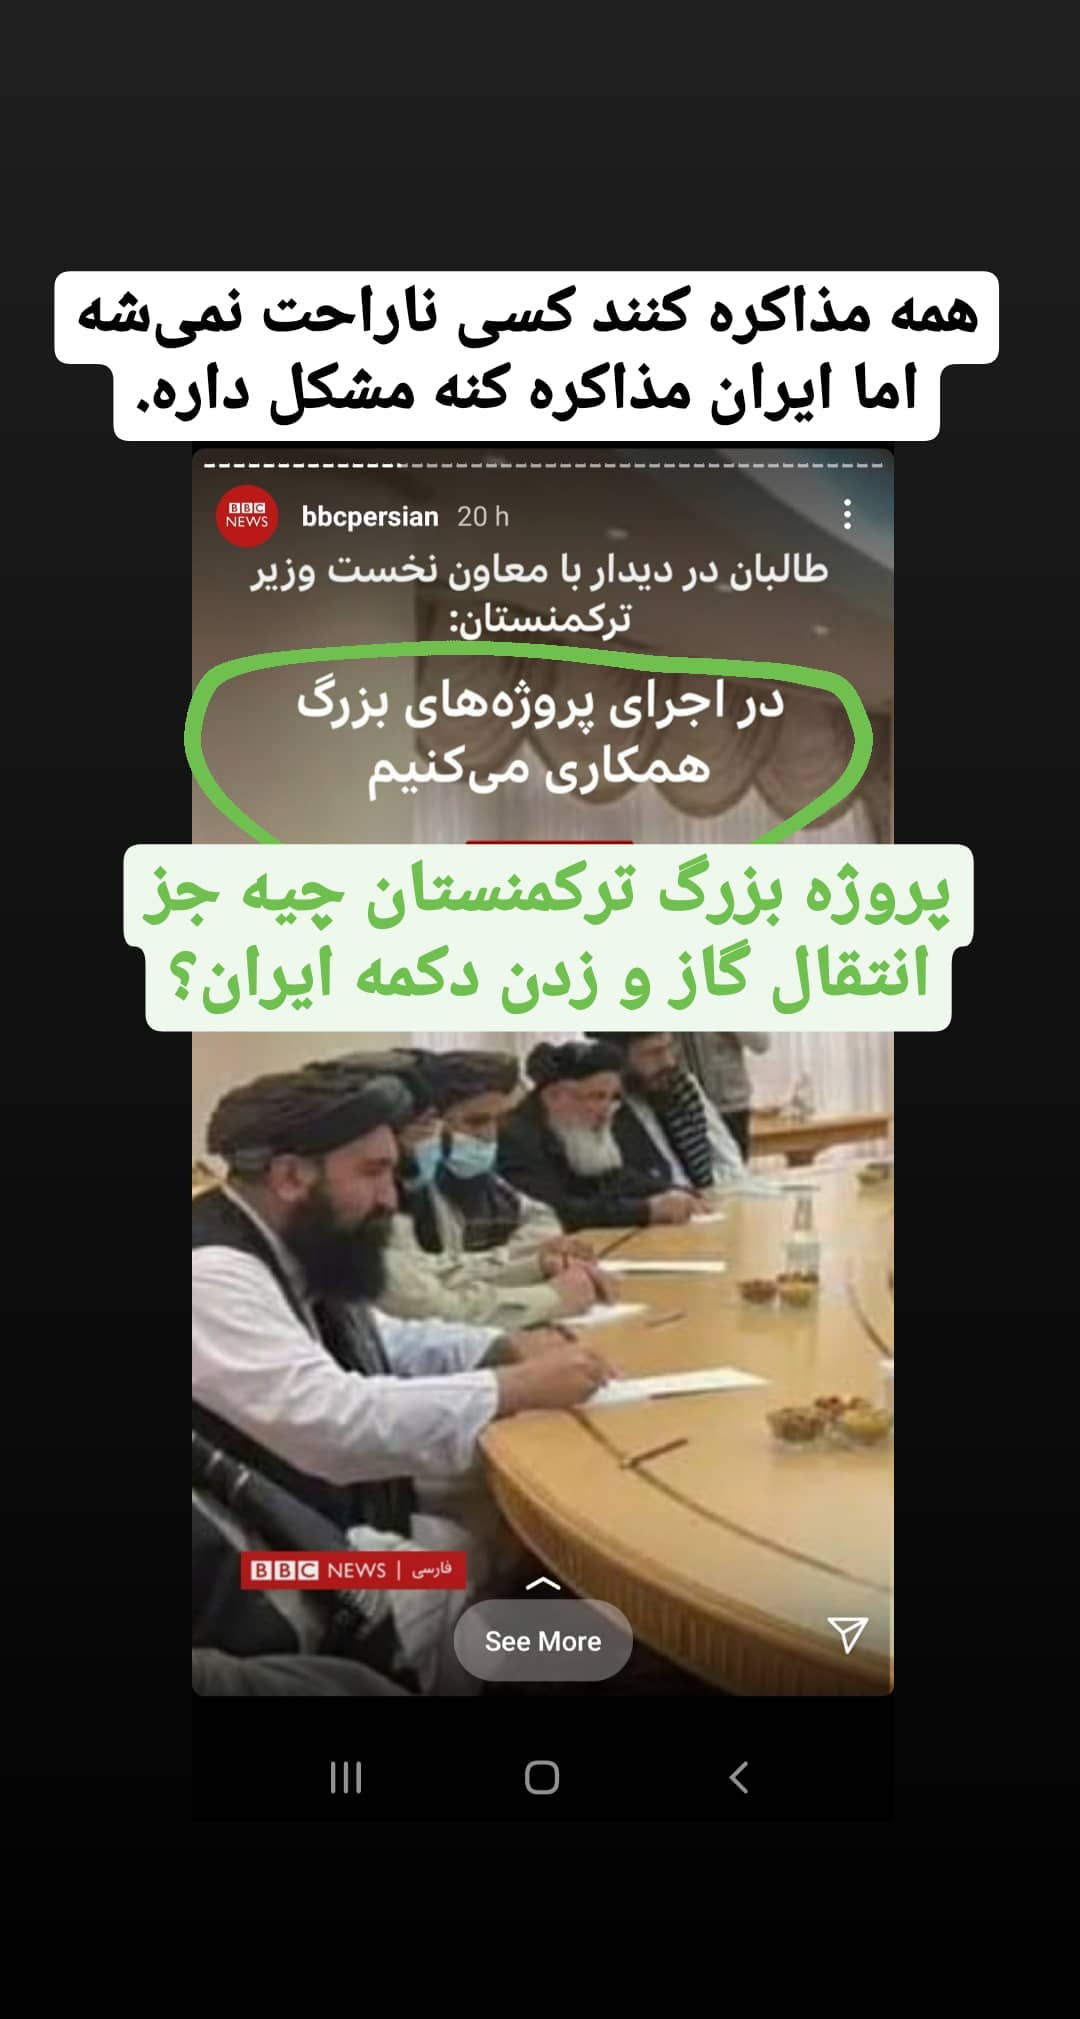 همه مذاکره کنند کسی ناراحت نمی‌شه
اما ایران مذاکره کنه مشکل داره.
BBC NEWS
bbcpersian 20 h
طالبان در دیدار با معاون نخست وزیر
ترکمنستان:
در اجرای پروژه‌های بزرگ
همکاری می‌کنیم
پروژه بزرگ ترکمنستان چیه جز
انتقال گاز و زدن دکمه ایران؟
BBC NEWS | فارسی
See More